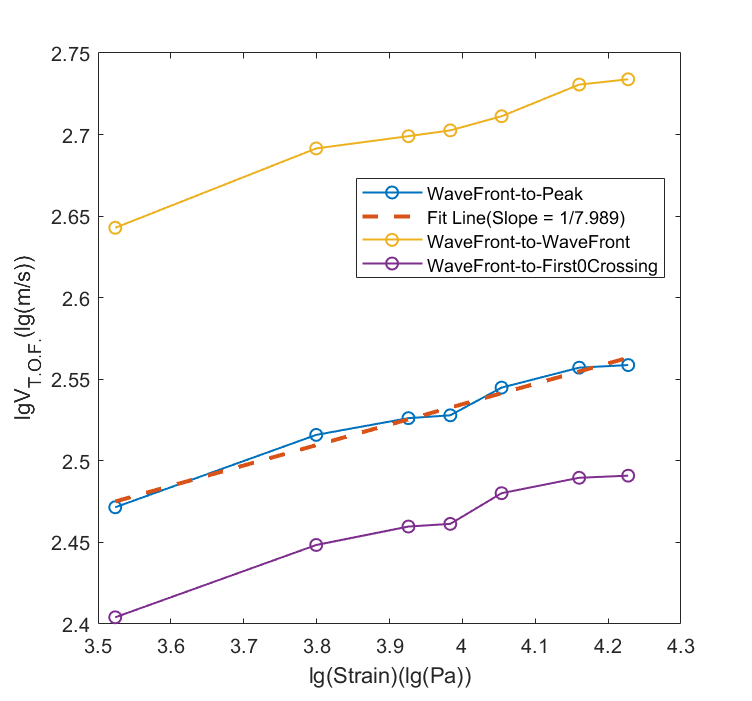 2.75
2.7
2.65
2.6
2.55
2.5
2.45
2.4
lgV_T.O.F.(lg(m/s))
WaveFront-to-Peak
Fit Line(Slope = 1/7.989)
WaveFront-to-WaveFront
WaveFront-to-First0Crossing
3.5 3.6 3.7 3.8 3.9 4 4.1 4.2 4.3
lg(Strain)(lg(Pa))